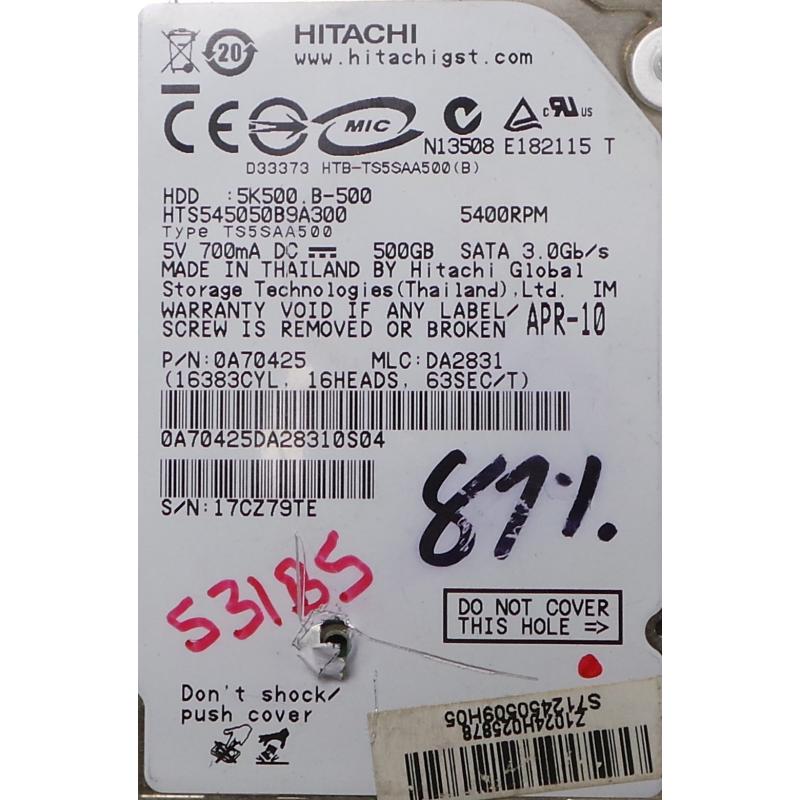 HITACHI
20
www.hitachigst.com
CE MIC c UL us
N13508 E182115 T
D33373 HTB-TS5SAA500(B)
HDD :5K500.B-500
HTS545050B9A300 5400RPM
Type TS5SAA500
5V 700mA DC 500GB SATA 3.0Gb/s
MADE IN THAILAND BY Hitachi Global
Storage Technologies(Thailand),Ltd. IM
WARRANTY VOID IF ANY LABEL/
SCREW IS REMOVED OR BROKEN APR-10
P/N:0A70425 MLC:DA2831
(16383CYL, 16HEADS, 63SEC/T)
0A70425DA28310S04
S/N:17CZ79TE
87%
53185
DO NOT COVER
THIS HOLE =>
Don't shock/
push cover
Z1024H025878
ST12450509H05